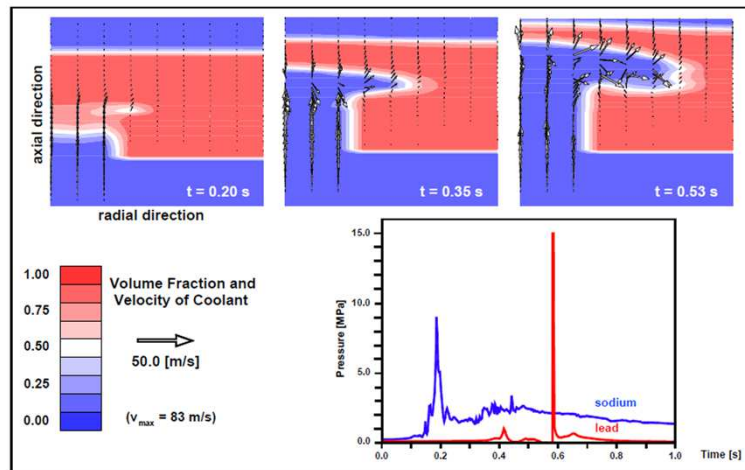 t = 0.20 s
t = 0.35 s
t = 0.53 s
axial direction
radial direction
1.00
0.75
0.50
0.25
0.00
Volume Fraction and
Velocity of Coolant
50.0 [m/s]
(vmax = 83 m/s)
Pressure [MPa]
15.0
10.0
5.0
0.0
sodium
lead
0.0 0.2 0.4 0.6 0.8 1.0
Time [s]